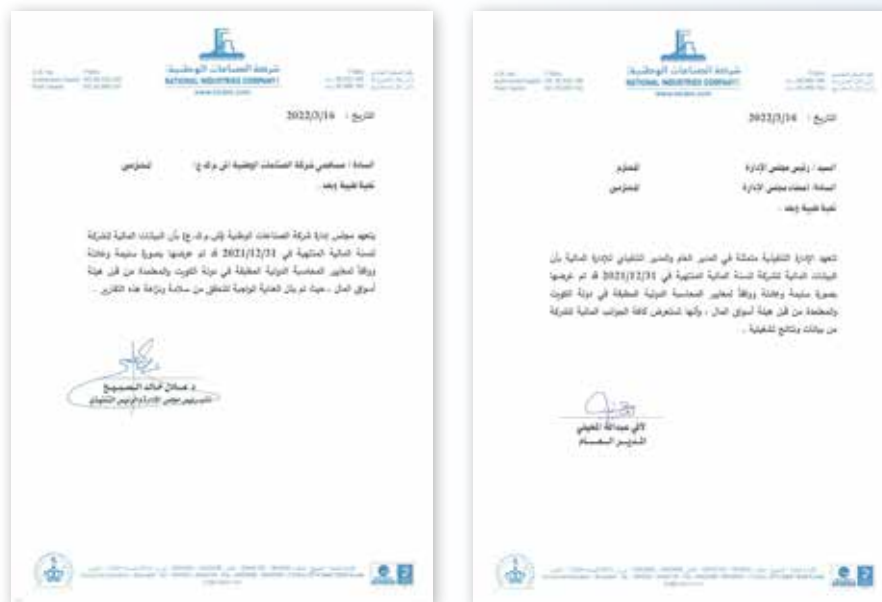 شركة الصناعات الوطنية
NATIONAL INDUSTRIES COMPANY
www.nicbm.com
التاريخ : 2022/3/16
السادة / مساهمي شركة الصناعات الوطنية (ش.م.ك.ع) المحترمين
تحية طيبة وبعد ،
يتعهد مجلس إدارة شركة الصناعات الوطنية (ش.م.ك.ع) بأن البيانات المالية للشركة
للسنة المالية المنتهية في 2021/12/31 قد تم عرضها بصورة سليمة وعادلة
ووفقاً لمعايير المحاسبة الدولية المطبقة في دولة الكويت والمعتمدة من قبل هيئة
أسواق المال ، حيث تم بذل العناية الواجبة للتحقق من سلامة ونزاهة هذه التقارير .
د. عادل خالد الصبيح
نائب رئيس مجلس الإدارة والرئيس التنفيذي
شركة الصناعات الوطنية
NATIONAL INDUSTRIES COMPANY
www.nicbm.com
التاريخ : 2022/3/16
السيد / رئيس مجلس الإدارة المحترم
السادة / أعضاء مجلس الإدارة المحترمين
تحية طيبة وبعد ،
تتعهد الإدارة التنفيذية متمثلة في المدير العام والمدير التنفيذي للإدارة المالية بأن
البيانات المالية للشركة للسنة المالية المنتهية في 2021/12/31 قد تم عرضها
بصورة سليمة وعادلة ووفقاً لمعايير المحاسبة الدولية المطبقة في دولة الكويت
والمعتمدة من قبل هيئة أسواق المال ، وأنها تستعرض كافة الجوانب المالية للشركة
من بيانات ونتائج تشغيلية .
لافي عبدالله المغيني
المدير العام